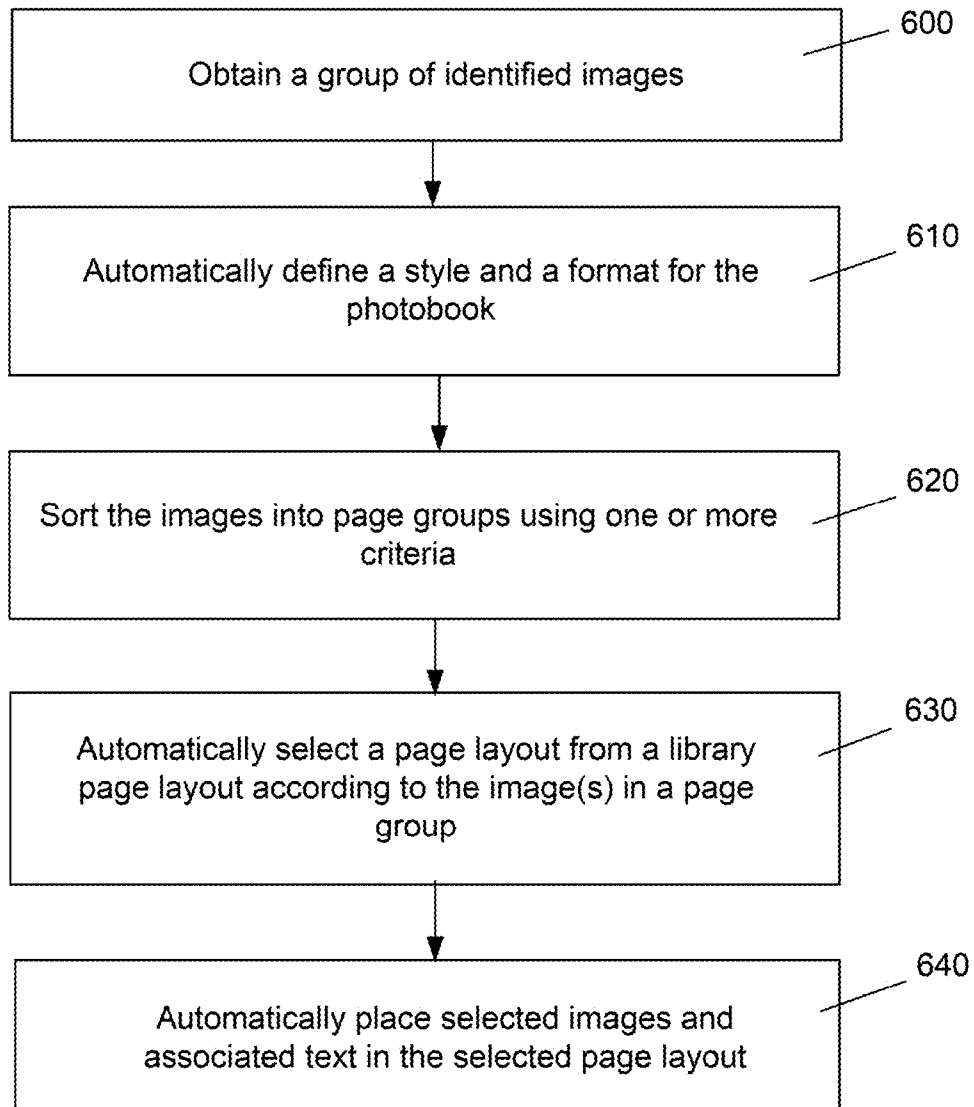 600
Obtain a group of identified images
610
Automatically define a style and a format for the
photobook
620
Sort the images into page groups using one or more
criteria
630
Automatically select a page layout from a library
page layout according to the image(s) in a page
group
640
Automatically place selected images and
associated text in the selected page layout